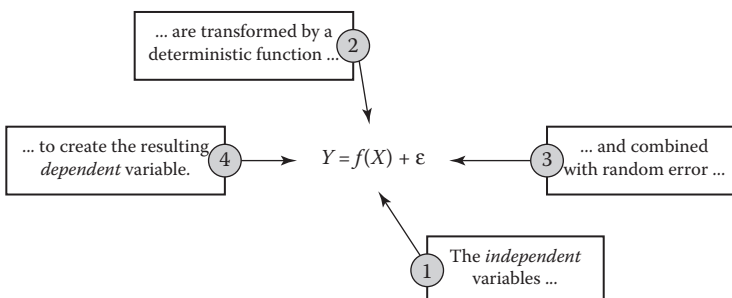 ... are transformed by a
deterministic function ...
2
... to create the resulting
dependent variable.
4
Y = f(X) + ε
3
... and combined
with random error ...
1
The independent
variables ...